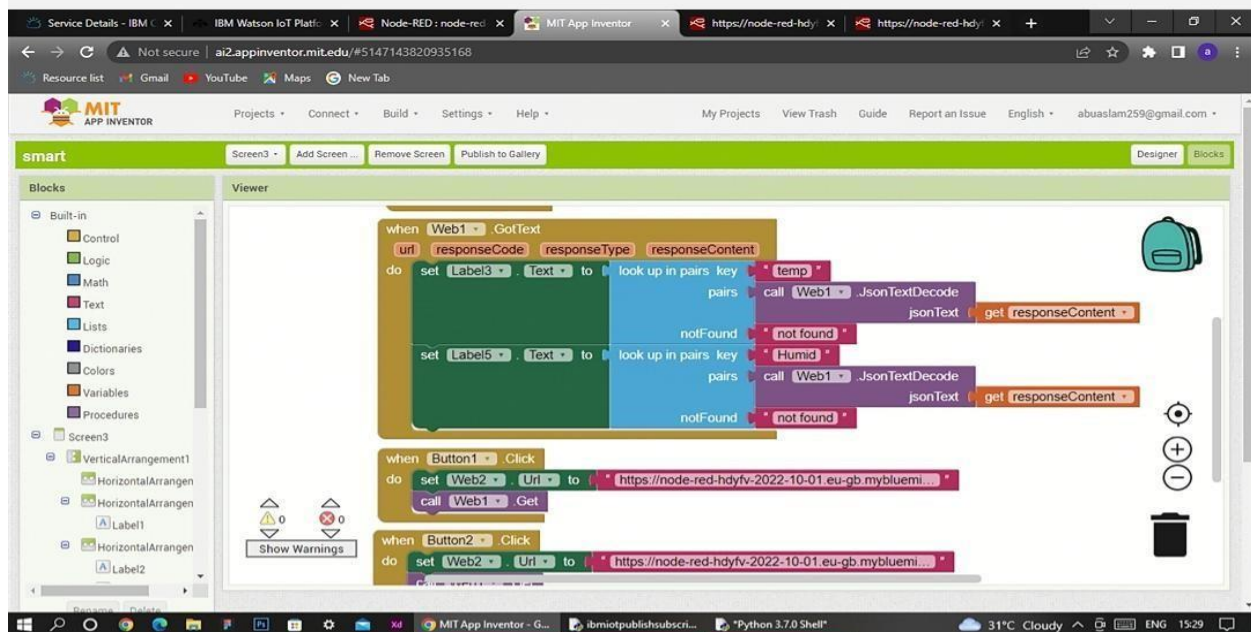 Service Details - IBM C
IBM Watson IoT Platfo
Node-RED : node-red
MIT App Inventor
https://node-red-hdyf
https://node-red-hdyf
Not secure | ai2.appinventor.mit.edu/#5147143820935168
Resource list Gmail YouTube Maps New Tab
MIT APP INVENTOR
Projects Connect Build Settings Help My Projects View Trash Guide Report an Issue English abuaslam259@gmail.com
smart Screen3 Add Screen ... Remove Screen Publish to Gallery Designer Blocks
Blocks Viewer
Built-in
Control
Logic
Math
Text
Lists
Dictionaries
Colors
Variables
Procedures
Screen3
VerticalArrangement1
HorizontalArrangen
HorizontalArrangen
Label1
HorizontalArrangen
Label2
Rename Delete
when Web1 .GotText
url responseCode responseType responseContent
do set Label3 . Text to look up in pairs key " temp "
pairs call Web1 .JsonTextDecode
jsonText get responseContent
notFound " not found "
set Label5 . Text to look up in pairs key " Humid "
pairs call Web1 .JsonTextDecode
jsonText get responseContent
notFound " not found "
when Button1 .Click
do set Web2 . Url to " https://node-red-hdyfv-2022-10-01.eu-gb.mybluemi... "
call Web1 .Get
when Button2 .Click
do set Web2 . Url to " https://node-red-hdyfv-2022-10-01.eu-gb.mybluemi... "
0 0
Show Warnings
MIT App Inventor - G... ibmiotpublishsubscri... *Python 3.7.0 Shell* 31°C Cloudy ENG 15:29